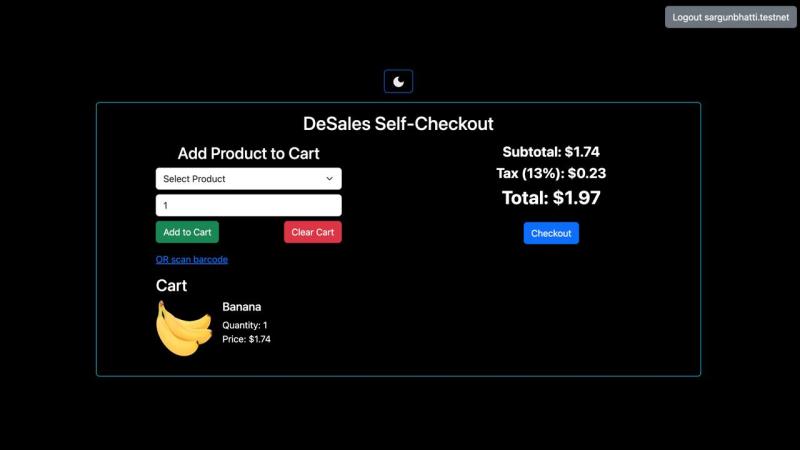 Logout sargunbhatti.testnet
DeSales Self-Checkout
Add Product to Cart
Select Product
1
Add to Cart
Clear Cart
OR scan barcode
Cart
Banana
Quantity: 1
Price: $1.74
Subtotal: $1.74
Tax (13%): $0.23
Total: $1.97
Checkout